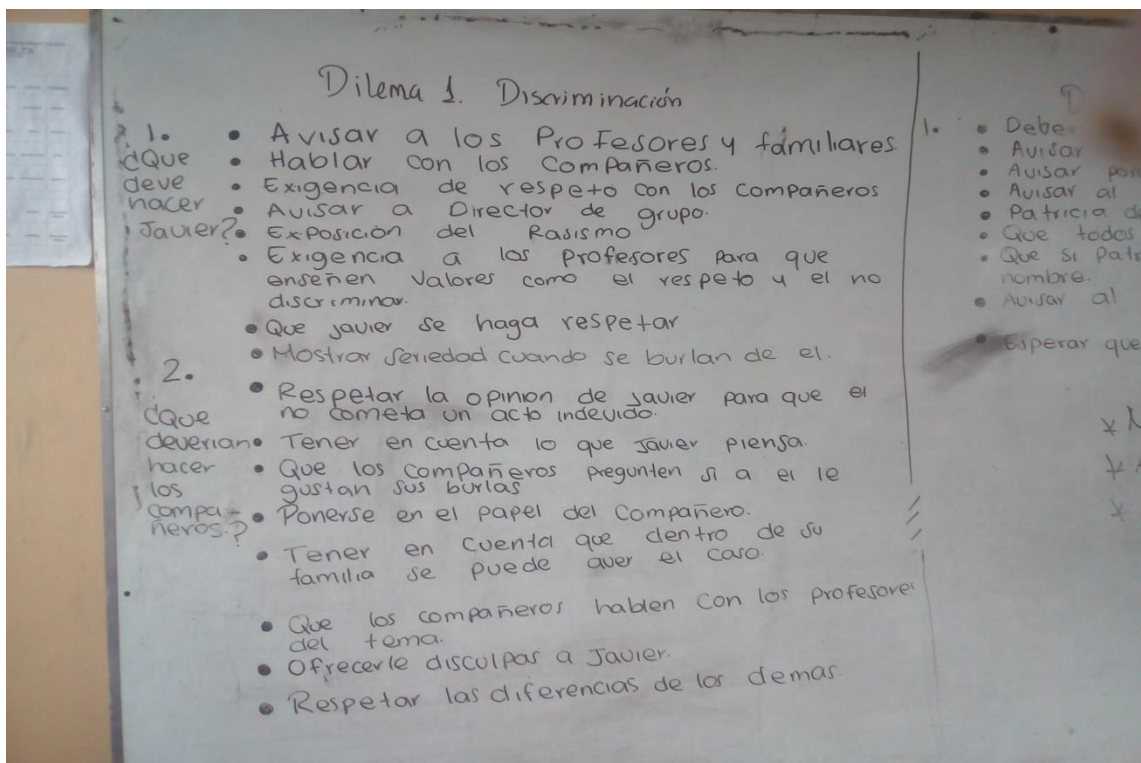 Dilema 1. Discriminación
1.
¿Que
deve
hacer
Javier?
• Avisar a los Profesores y familiares
• Hablar con los Compañeros.
• Exigencia de respeto con los compañeros
• Avisar a Director de grupo.
• Exposición del Rasismo
• Exigencia a los profesores para que
enseñen valores como el respeto y el no
discriminar.
• Que javier se haga respetar
• Mostrar seriedad cuando se burlan de el.
2.
¿Que
deverian
hacer
los
compa-
ñeros.?
• Respetar la opinion de Javier para que el
no cometa un acto indevido.
• Tener en cuenta lo que Javier piensa.
• Que los compañeros pregunten si a el le
gustan sus burlas
• Ponerse en el papel del Compañero.
• Tener en cuenta que dentro de su
familia se puede aver el caso.
• Que los compañeros hablen con los profesores
del tema.
• Ofrecerle disculpas a Javier.
• Respetar las diferencias de los demas.
D
1. • Debe
• Avisar
• Avisar
• Avisar al
• Patricia
• Que todos
• Que si
nombre.
• Avisar al
• Esperar que